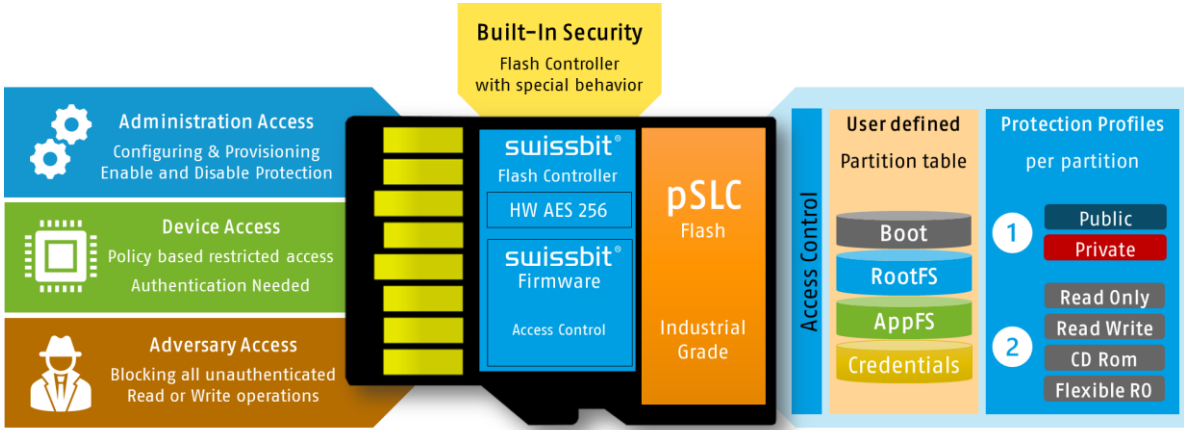 Built-In Security
Flash Controller
with special behavior
Administration Access
Configuring & Provisioning
Enable and Disable Protection
Device Access
Policy based restricted access
Authentication Needed
Adversary Access
Blocking all unauthenticated
Read or Write operations
swissbit®
Flash Controller
HW AES 256
swissbit®
Firmware
Access Control
pSLC
Flash
Industrial
Grade
Access Control
User defined
Partition table
Boot
RootFS
AppFS
Credentials
Protection Profiles
per partition
1
Public
Private
2
Read Only
Read Write
CD Rom
Flexible RO